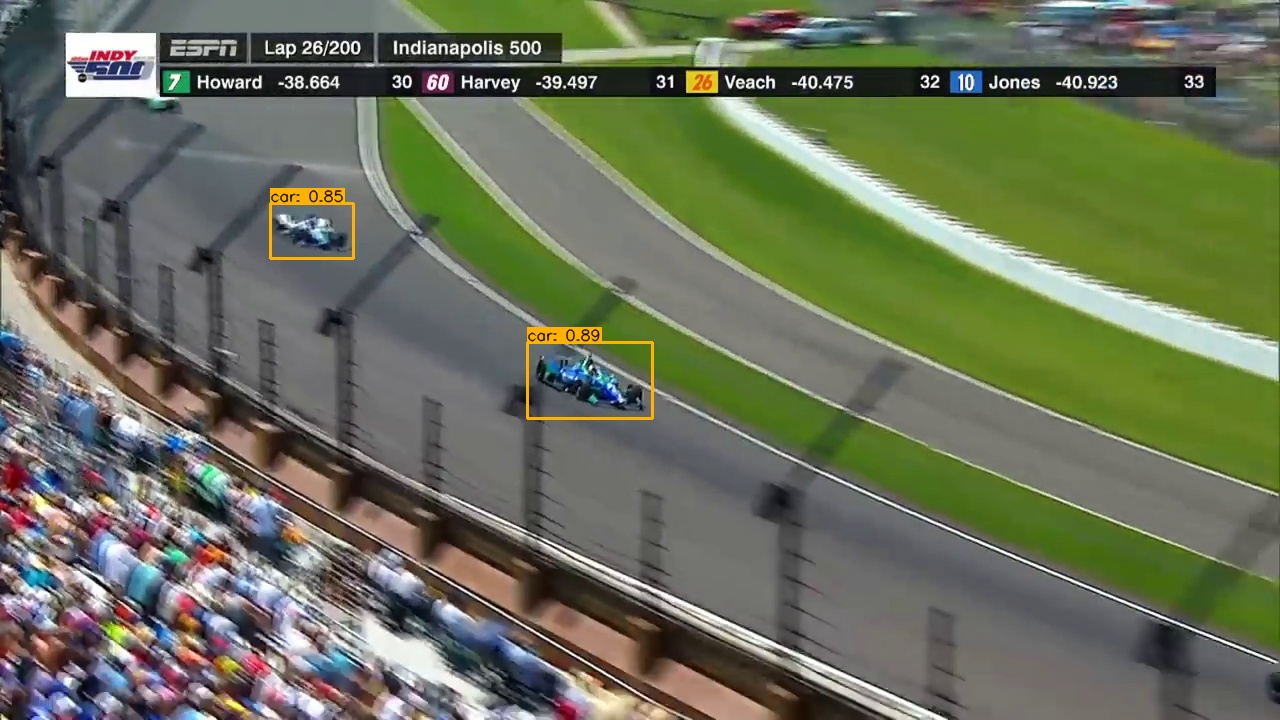 INDY
500
ESPN Lap 26/200 Indianapolis 500
7 Howard -38.664 30 60 Harvey -39.497 31 26 Veach -40.475 32 10 Jones -40.923 33
car: 0.85
car: 0.89